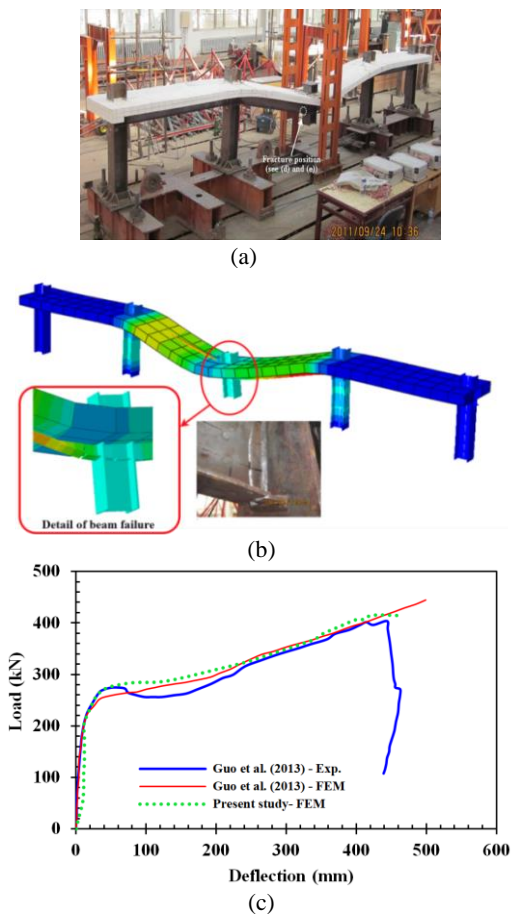 Fracture position
(see (d) and (e))
2011/09/24 10:36
(a)
Detail of beam failure
(b)
500
400
300
200
100
0
Load (kN)
Guo et al. (2013) - Exp.
Guo et al. (2013) - FEM
Present study- FEM
0 100 200 300 400 500 600
Deflection (mm)
(c)